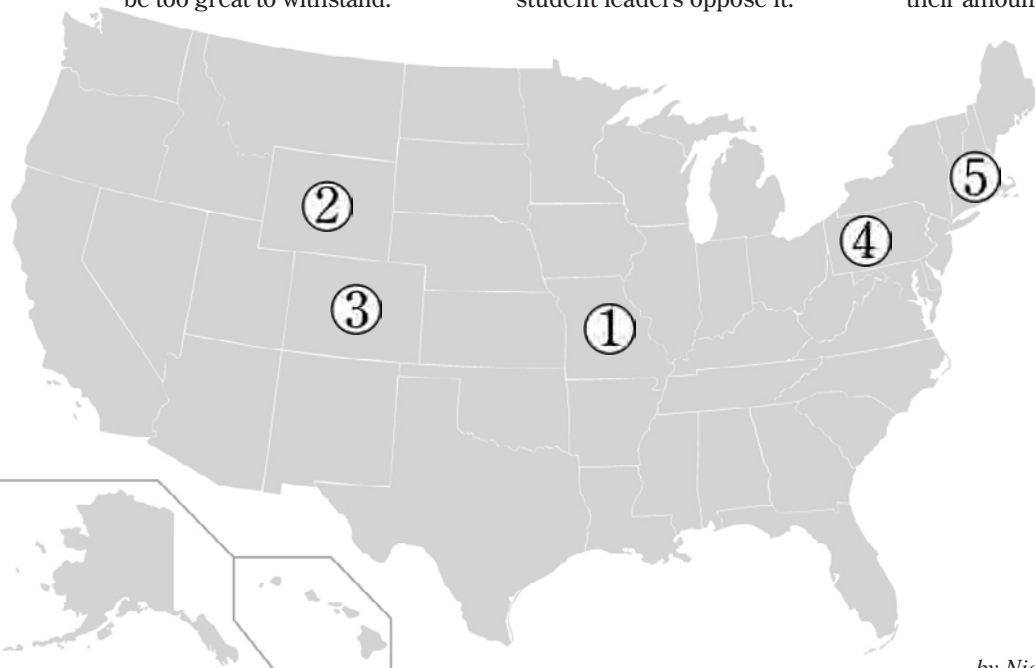 be too great to withstand.
student leaders oppose it.
their amoun
②
⑤
④
③
①
by Nic